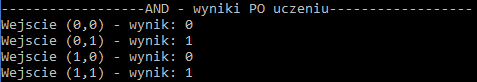 ------------------AND - wyniki PO uczeniu------------------
Wejscie (0,0) - wynik: 0
Wejscie (0,1) - wynik: 1
Wejscie (1,0) - wynik: 0
Wejscie (1,1) - wynik: 1